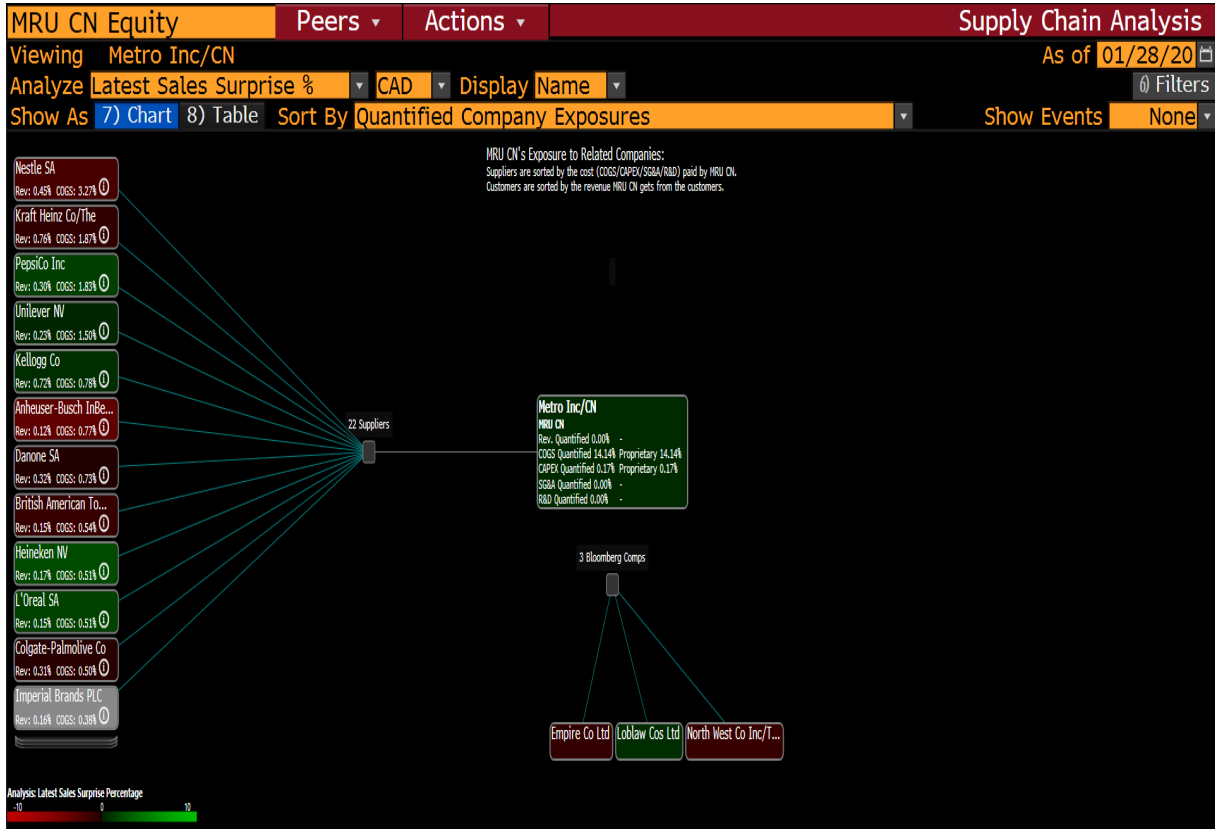 MRU CN Equity Peers Actions Supply Chain Analysis
Viewing Metro Inc/CN As of 01/28/20
Analyze Latest Sales Surprise % CAD Display Name 6) Filters
Show As 7) Chart 8) Table Sort By Quantified Company Exposures Show Events None
MRU CN's Exposure to Related Companies:
Suppliers are sorted by the cost (COGS/CAPEX/SG&A/R&D) paid by MRU CN.
Customers are sorted by the revenue MRU CN gets from the customers.
Nestle SA
Rev: 0.45% COGS: 3.27%
Kraft Heinz Co/The
Rev: 0.76% COGS: 1.87%
PepsiCo Inc
Rev: 0.30% COGS: 1.83%
Unilever NV
Rev: 0.23% COGS: 1.50%
Kellogg Co
Rev: 0.72% COGS: 0.78%
Anheuser-Busch InBe...
Rev: 0.12% COGS: 0.77%
Danone SA
Rev: 0.32% COGS: 0.73%
British American To...
Rev: 0.15% COGS: 0.54%
Heineken NV
Rev: 0.17% COGS: 0.51%
L'Oreal SA
Rev: 0.15% COGS: 0.51%
Colgate-Palmolive Co
Rev: 0.31% COGS: 0.50%
Imperial Brands PLC
Rev: 0.16% COGS: 0.38%
22 Suppliers
Metro Inc/CN
MRU CN
Rev. Quantified 0.00% -
COGS Quantified 14.14% Proprietary 14.14%
CAPEX Quantified 0.17% Proprietary 0.17%
SG&A Quantified 0.00% -
R&D Quantified 0.00% -
3 Bloomberg Comps
Empire Co Ltd Loblaw Cos Ltd North West Co Inc/T...
Analysis: Latest Sales Surprise Percentage
-10 0 10